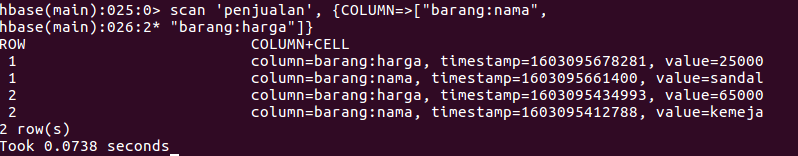 hbase(main):025:0> scan 'penjualan', {COLUMN=>["barang:nama",
hbase(main):026:2* "barang:harga"]}
ROW COLUMN+CELL
1 column=barang:harga, timestamp=1603095678281, value=25000
1 column=barang:nama, timestamp=1603095661400, value=sandal
2 column=barang:harga, timestamp=1603095434993, value=65000
2 column=barang:nama, timestamp=1603095412788, value=kemeja
2 row(s)
Took 0.0738 seconds